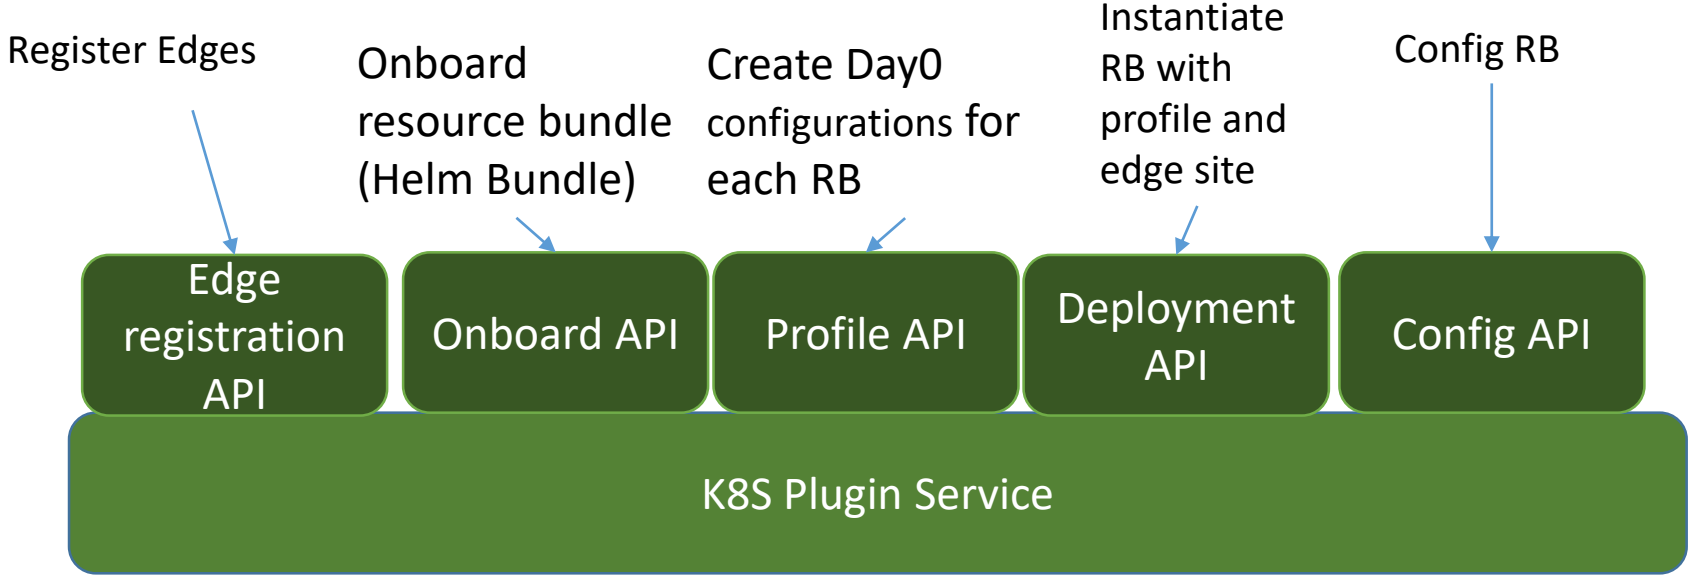 Register Edges
Onboard
resource bundle
(Helm Bundle)
Create Day0
configurations for
each RB
Instantiate
RB with
profile and
edge site
Config RB
Edge
registration
API
Onboard API
Profile API
Deployment
API
Config API
K8S Plugin Service